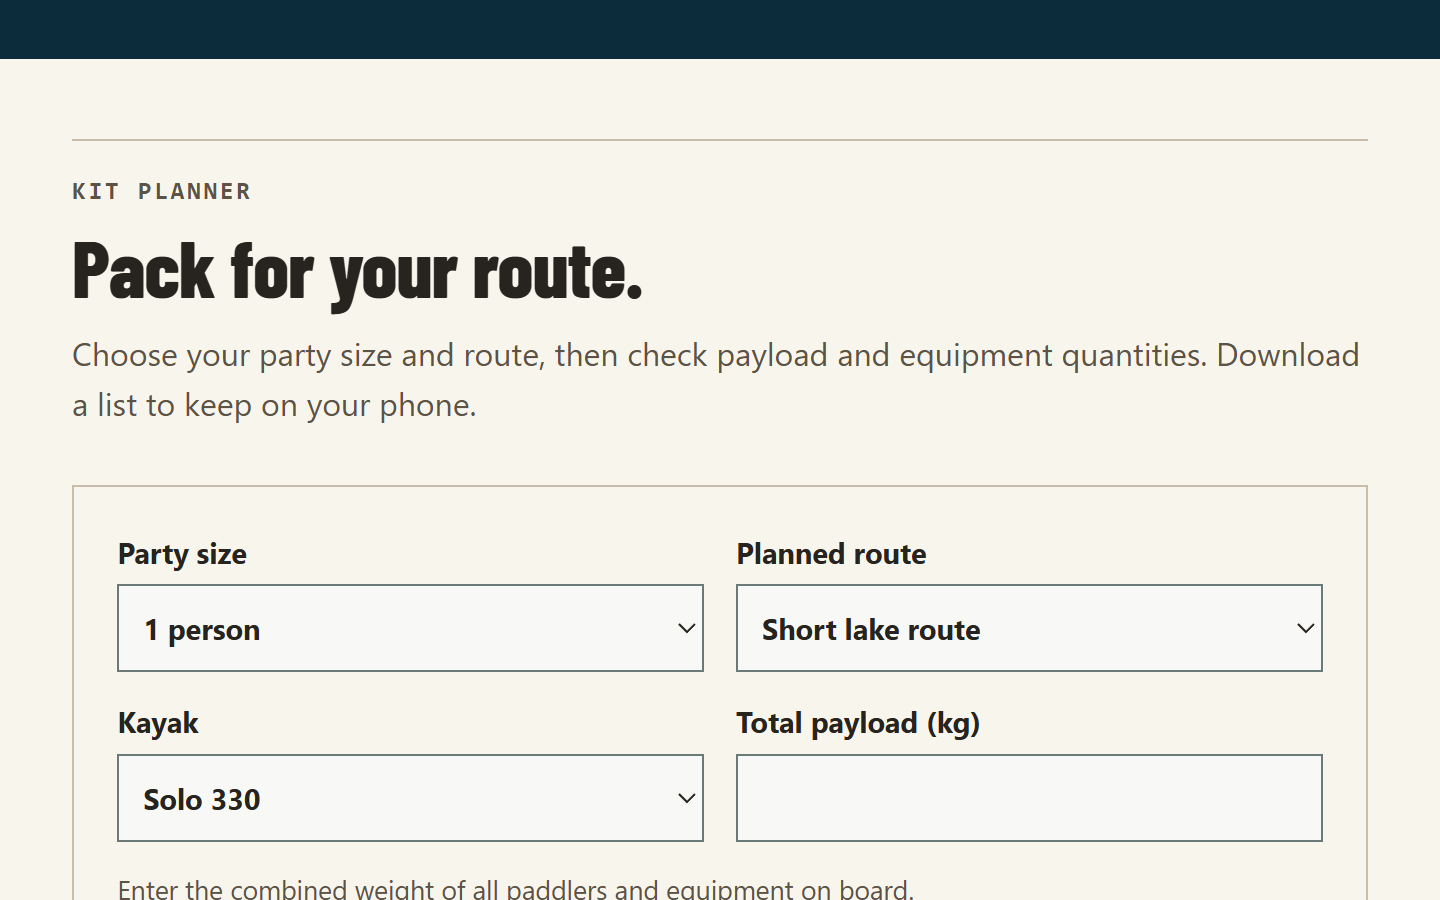 KIT PLANNER
Pack for your route.
Choose your party size and route, then check payload and equipment quantities. Download
a list to keep on your phone.
Party size
Planned route
1 person
Short lake route
Kayak
Total payload (kg)
Solo 330
Enter the combined weight of all paddlers and equipment on board.